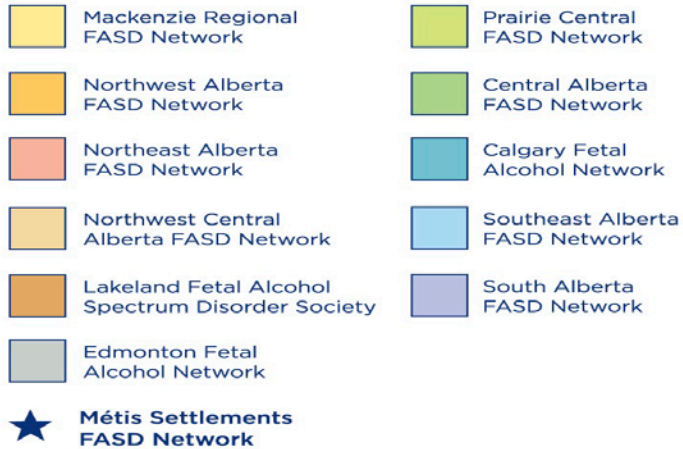 Mackenzie Regional
FASD Network
Northwest Alberta
FASD Network
Northeast Alberta
FASD Network
Northwest Central
Alberta FASD Network
Lakeland Fetal Alcohol
Spectrum Disorder Society
Edmonton Fetal
Alcohol Network
Métis Settlements
FASD Network
Prairie Central
FASD Network
Central Alberta
FASD Network
Calgary Fetal
Alcohol Network
Southeast Alberta
FASD Network
South Alberta
FASD Network